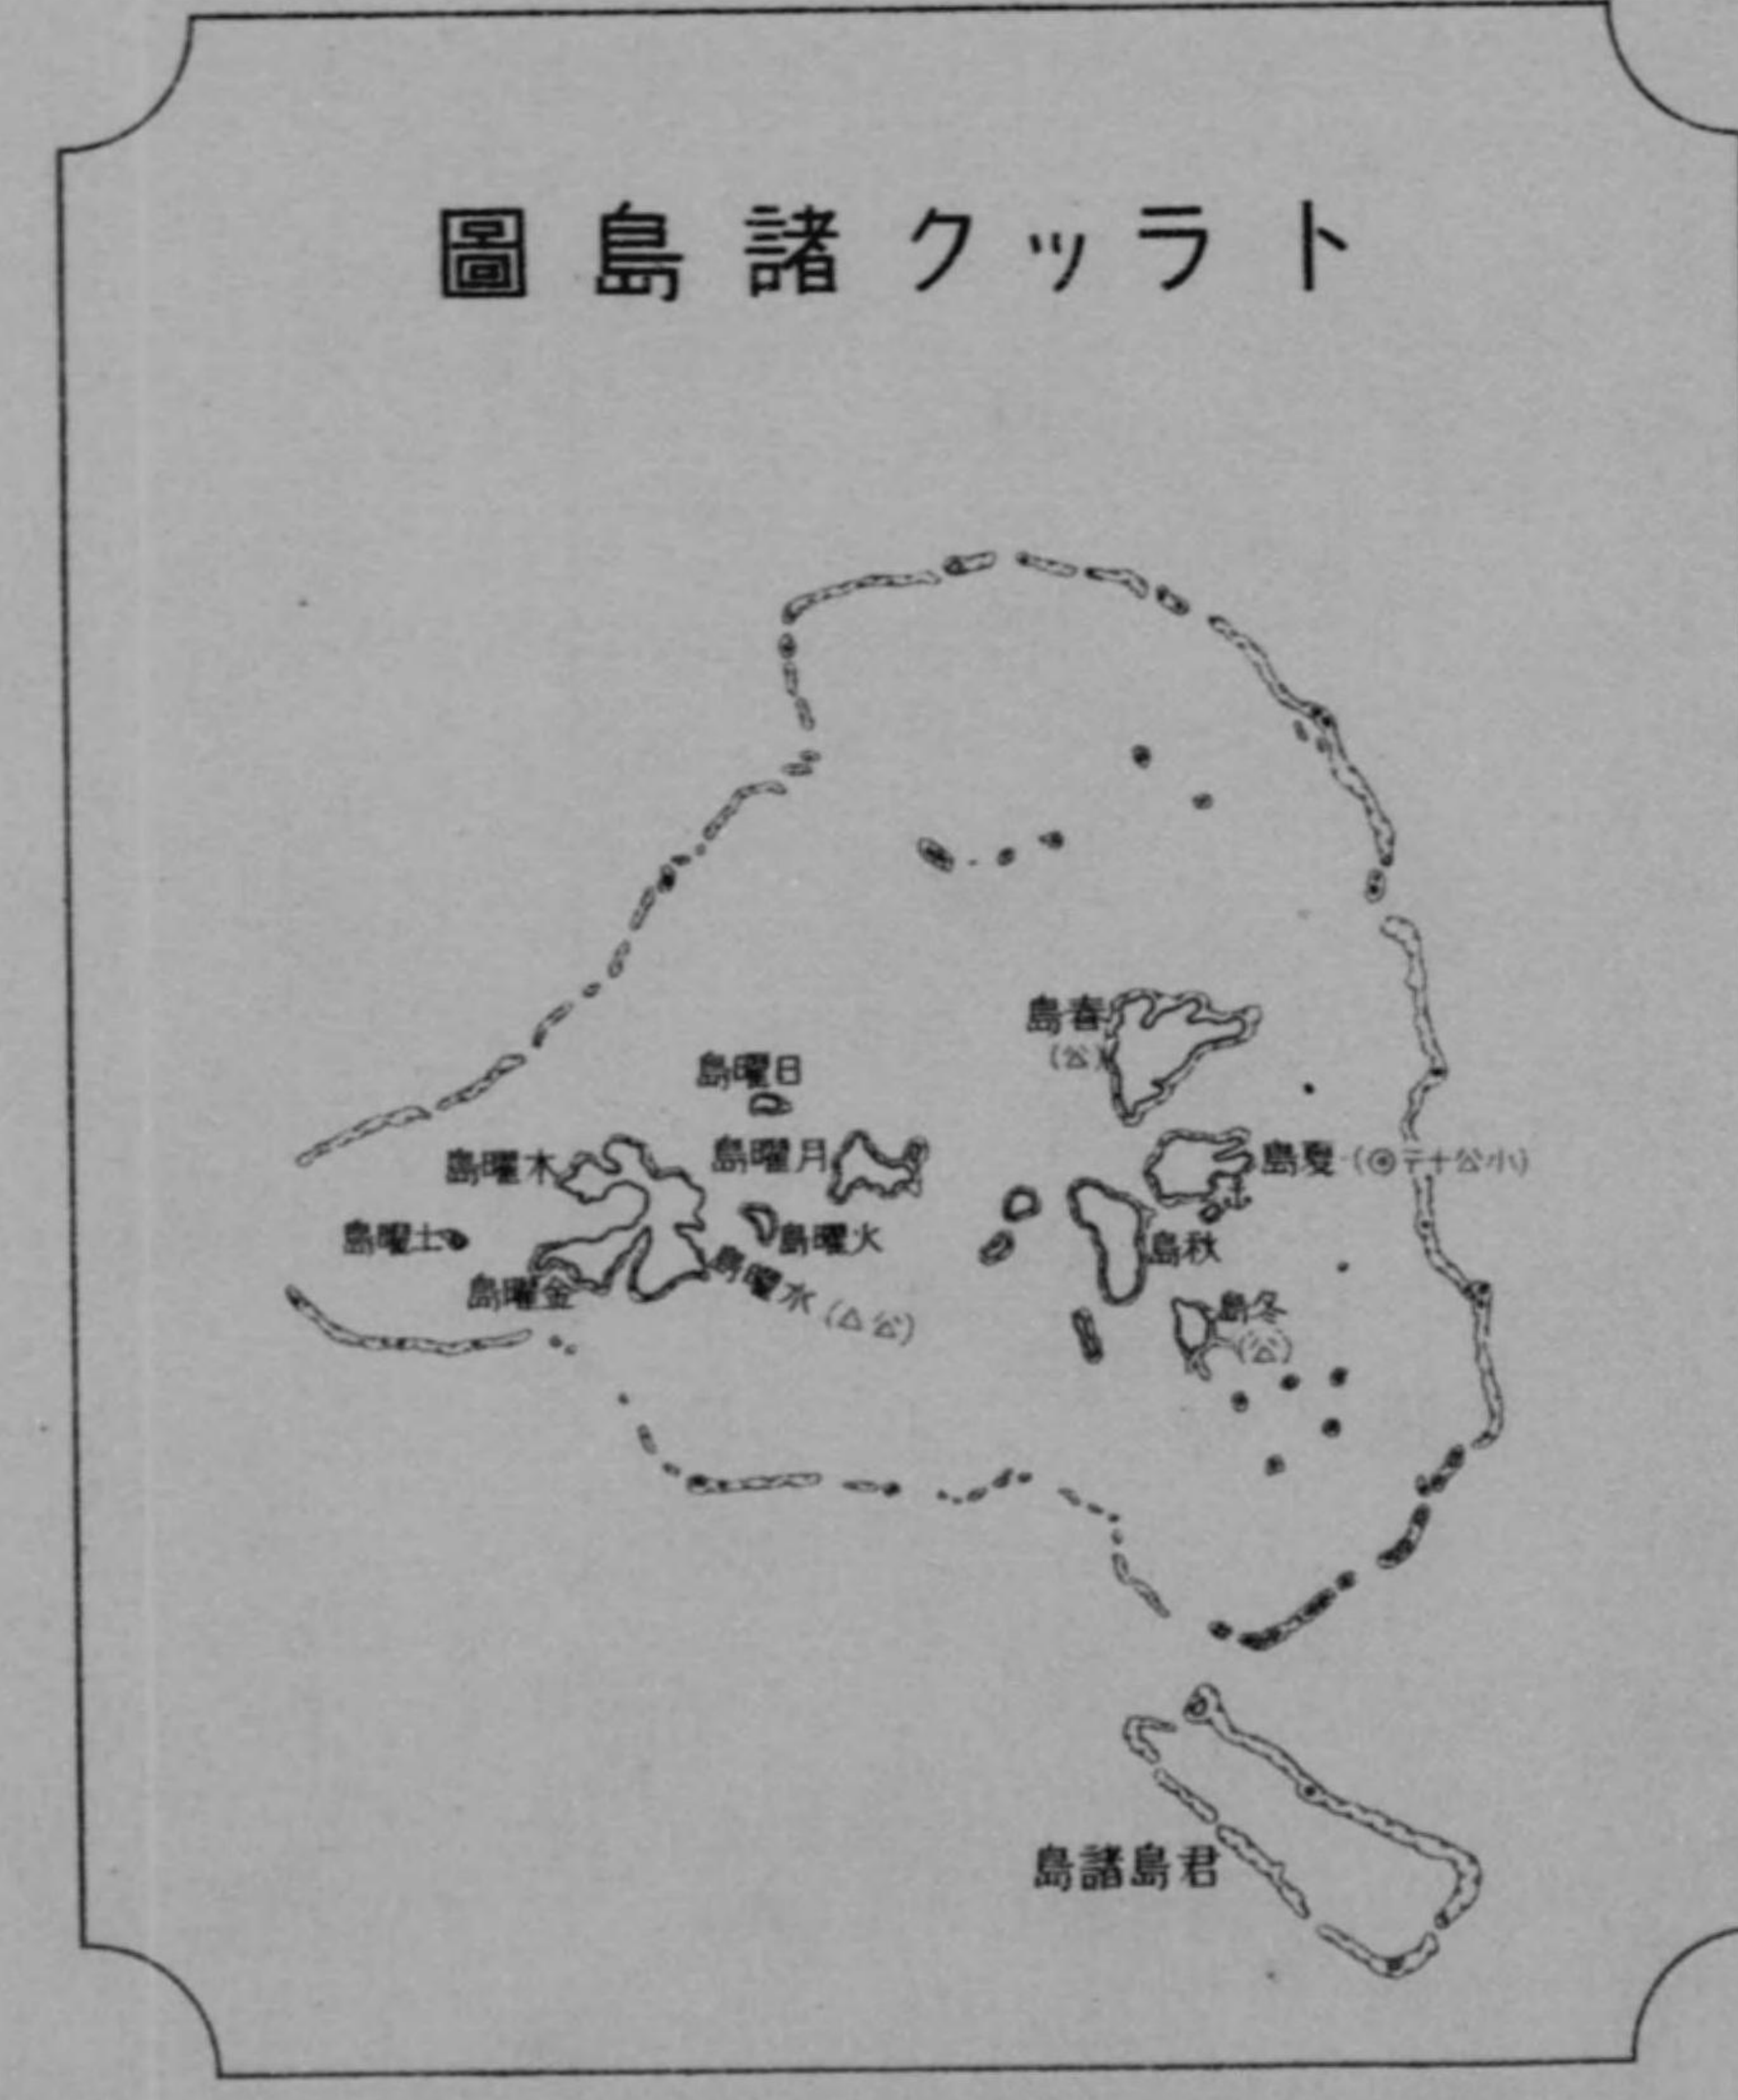 トラック諸島圖
春島
(公)
日曜島
月曜島
夏島
木曜島
土曜島
火曜島
秋島
金曜島
水曜島 (△公)
冬島
(公)
君島諸島